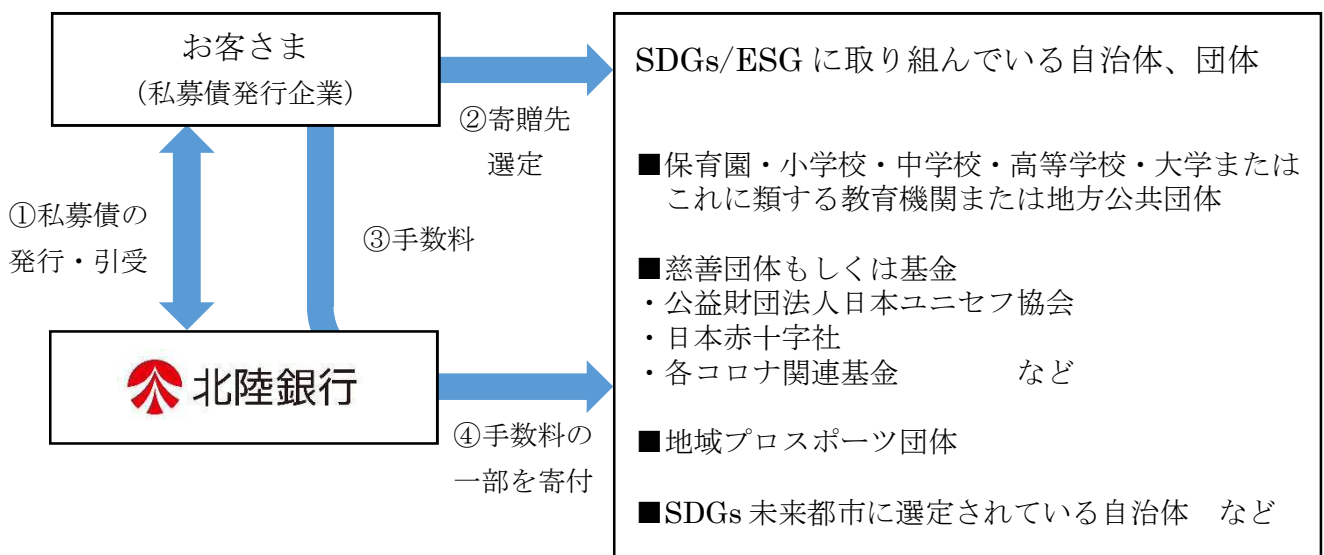 お客さま
（私募債発行企業）
①私募債の
発行・引受
②寄贈先
選定
③手数料
北陸銀行
④手数料の
一部を寄付
SDGs/ESG に取り組んでいる自治体、団体
■保育園・小学校・中学校・高等学校・大学または
これに類する教育機関または地方公共団体
■慈善団体もしくは基金
・公益財団法人日本ユニセフ協会
・日本赤十字社
・各コロナ関連基金　　　　など
■地域プロスポーツ団体
■SDGs 未来都市に選定されている自治体　など